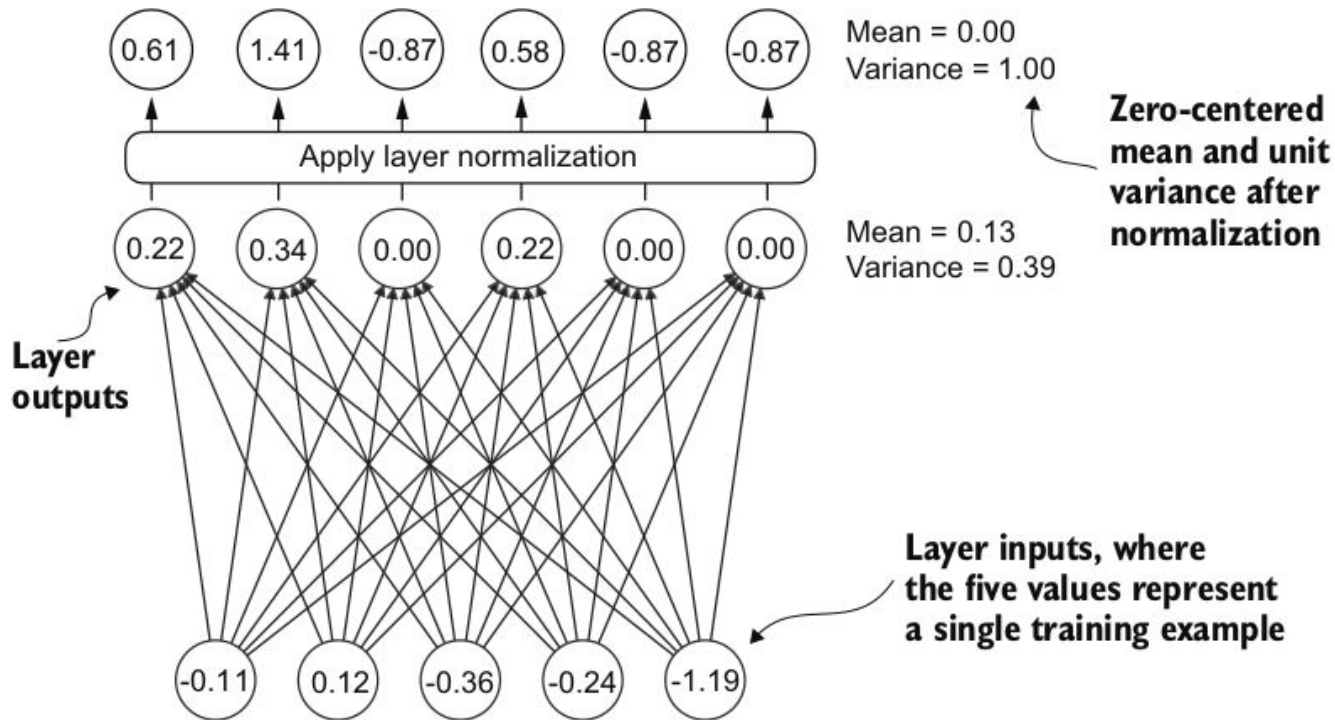 0.61 1.41 -0.87 0.58 -0.87 -0.87
Mean = 0.00
Variance = 1.00
Zero-centered
mean and unit
variance after
normalization
Apply layer normalization
0.22 0.34 0.00 0.22 0.00 0.00
Mean = 0.13
Variance = 0.39
Layer
outputs
Layer inputs, where
the five values represent
a single training example
-0.11 0.12 -0.36 -0.24 -1.19